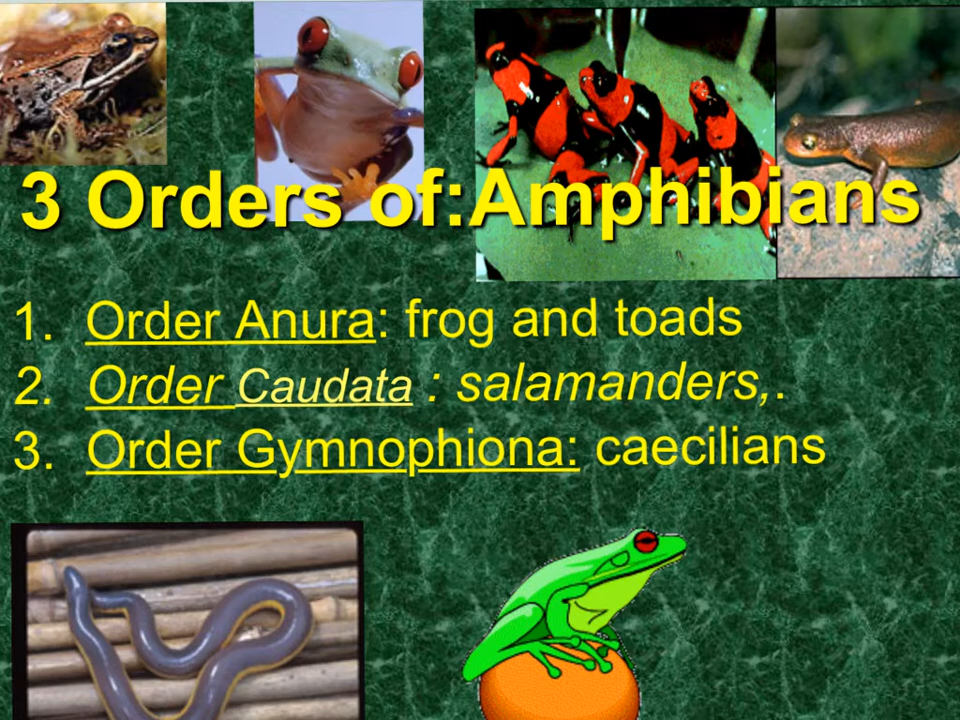 3 Orders of:Amphibians
1. Order Anura: frog and toads
2. Order Caudata : salamanders,.
3. Order Gymnophiona: caecilians